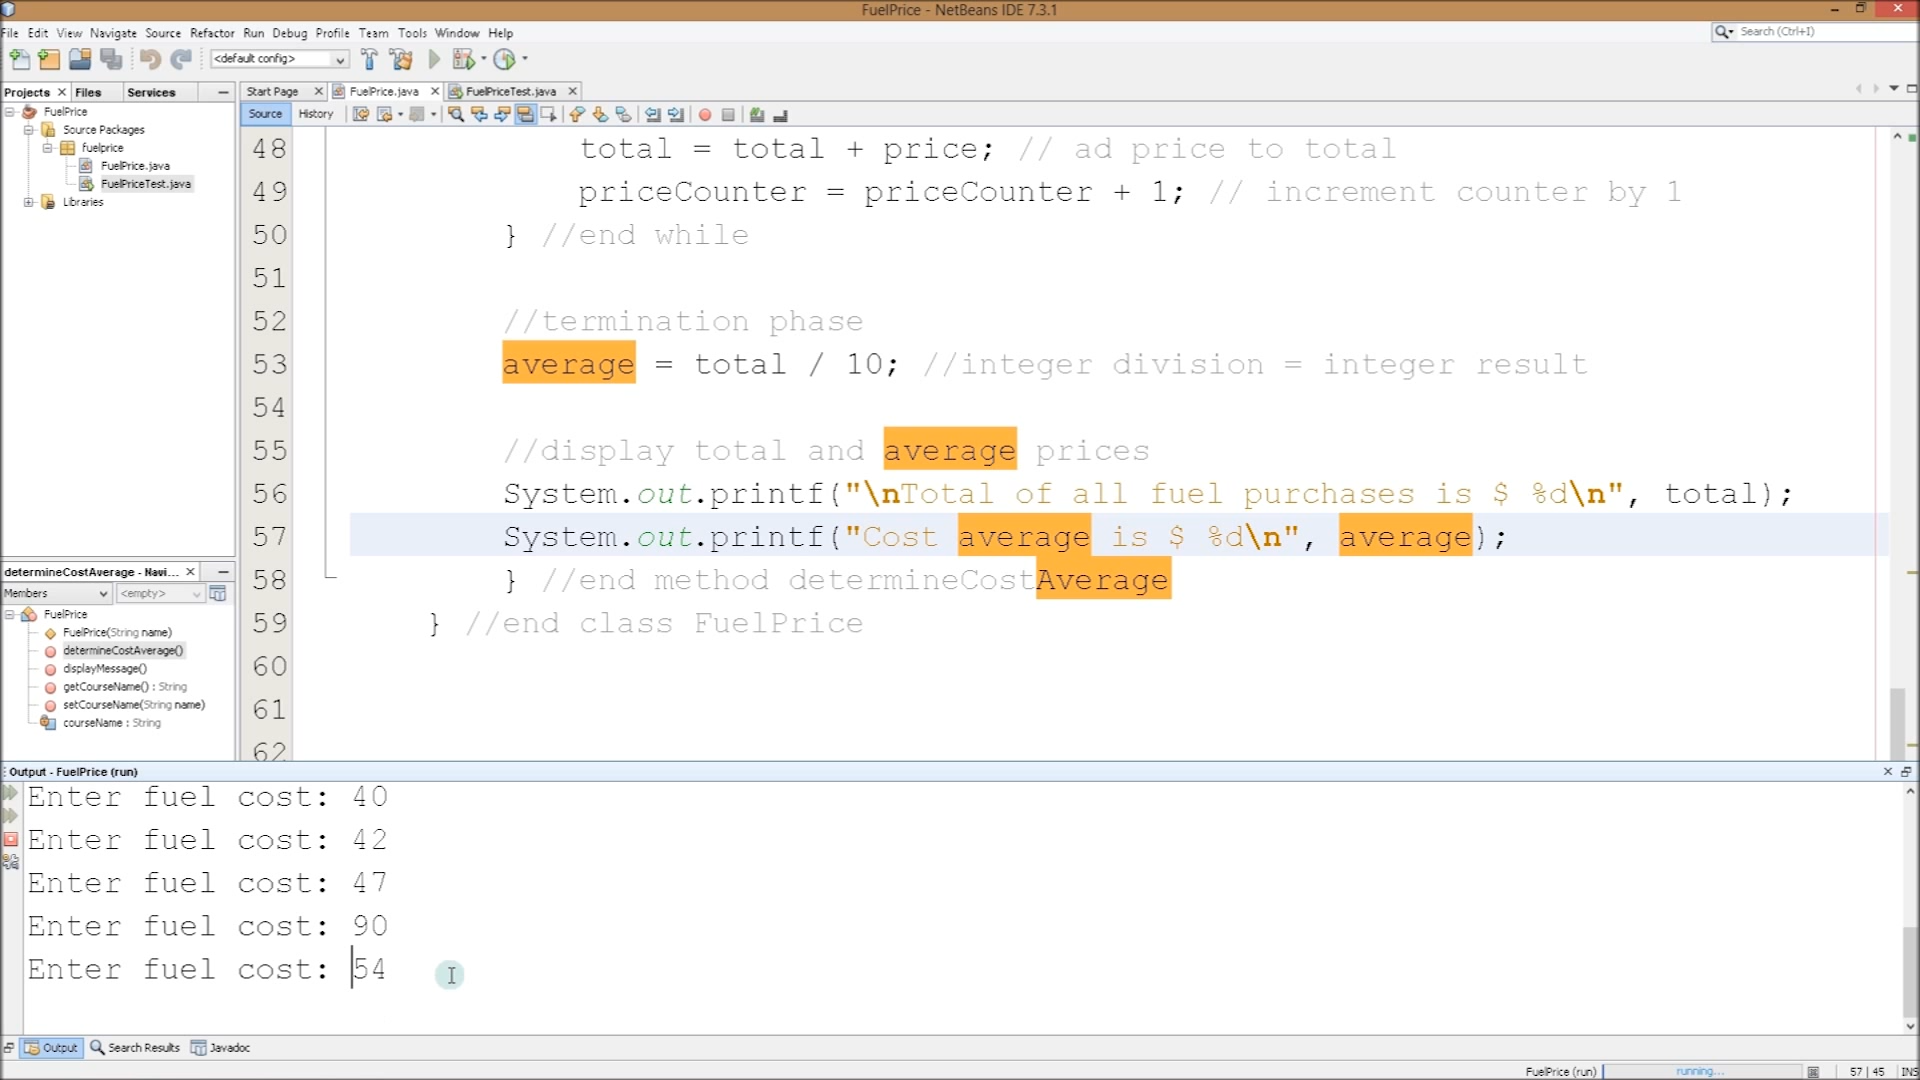 FuelPrice - NetBeans IDE 7.3.1
File Edit View Navigate Source Refactor Run Debug Profile Team Tools Window Help
Search (Ctrl+I)
<default config>
Projects Files Services
Start Page FuelPrice.java FuelPriceTest.java
Source History
FuelPrice
Source Packages
fuelprice
FuelPrice.java
FuelPriceTest.java
Libraries
48 total = total + price; // ad price to total
49 priceCounter = priceCounter + 1; // increment counter by 1
50 } //end while
51
52 //termination phase
53 average = total / 10; //integer division = integer result
54
55 //display total and average prices
56 System.out.printf("\nTotal of all fuel purchases is $ %d\n", total);
57 System.out.printf("Cost average is $ %d\n", average);
58 } //end method determineCostAverage
59 } //end class FuelPrice
60
61
62
determineCostAverage - Navi...
Members <empty>
FuelPrice
FuelPrice(String name)
determineCostAverage()
displayMessage()
getCourseName() : String
setCourseName(String name)
courseName : String
Output - FuelPrice (run)
Enter fuel cost: 40
Enter fuel cost: 42
Enter fuel cost: 47
Enter fuel cost: 90
Enter fuel cost: 54
Output Search Results Javadoc
FuelPrice (run) running... 57 | 45 INS